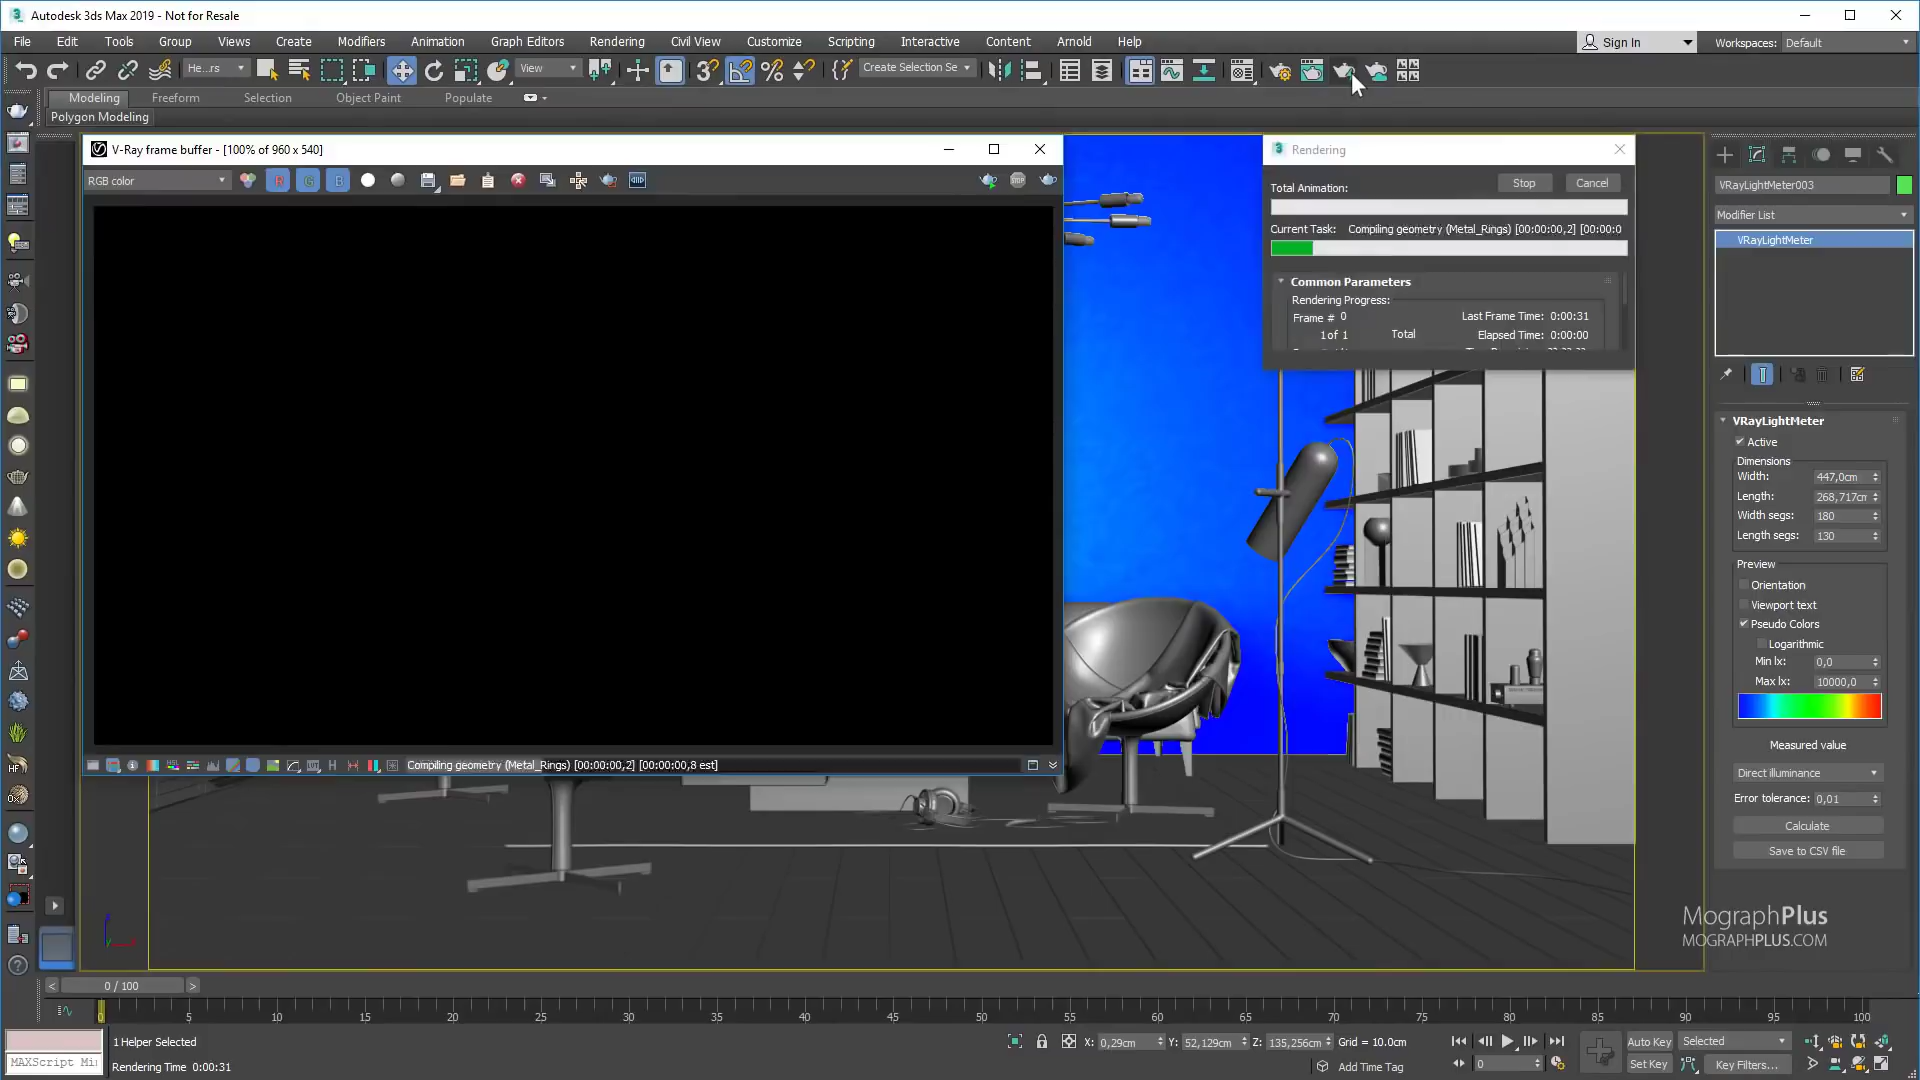 Autodesk 3ds Max 2019 - Not for Resale
File Edit Tools Group Views Create Modifiers Animation Graph Editors Rendering Civil View Customize Scripting Interactive Content Arnold Help
Sign In
Workspaces: Default
He...rs
View
Create Selection Se
Modeling Freeform Selection Object Paint Populate
Polygon Modeling
V-Ray frame buffer - [100% of 960 x 540]
RGB color
R G B
Compiling geometry (Metal_Rings) [00:00:00,2] [00:00:00,8 est]
Rendering
Total Animation:
Stop Cancel
Current Task: Compiling geometry (Metal_Rings) [00:00:00,2] [00:00:0
Common Parameters
Rendering Progress:
Frame # 0
Last Frame Time: 0:00:31
1 of 1 Total
Elapsed Time: 0:00:00
VRayLightMeter003
Modifier List
VRayLightMeter
VRayLightMeter
Active
Dimensions
Width: 447,0cm
Length: 268,717cm
Width segs: 180
Length segs: 130
Preview
Orientation
Viewport text
Pseudo Colors
Logarithmic
Min lx: 0,0
Max lx: 10000,0
Measured value
Direct illuminance
Error tolerance: 0,01
Calculate
Save to CSV file
MographPlus
MOGRAPHPLUS.COM
< 0 / 100 >
0 5 10 15 20 25 30 35 40 45 50 55 60 65 70 75 80 85 90 95 100
1 Helper Selected
X: 0,29cm Y: 52,129cm Z: 135,256cm Grid = 10.0cm
Auto Key Selected
MAXScript Mi
Rendering Time 0:00:31
Add Time Tag
0
Set Key Key Filters...